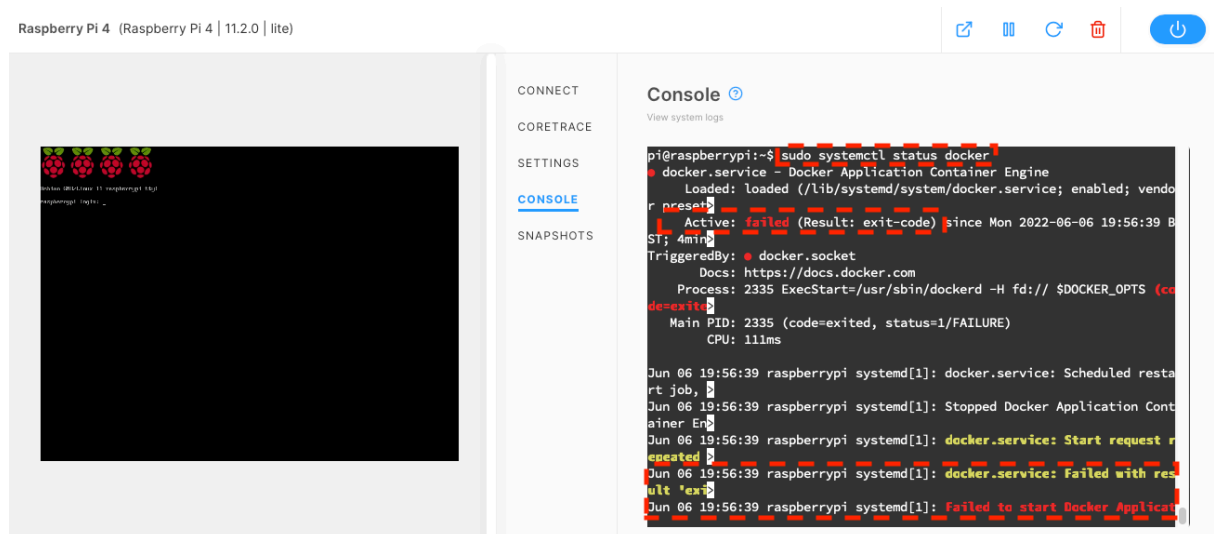 Raspberry Pi 4 (Raspberry Pi 4 | 11.2.0 | lite)
Debian GNU/Linux 11 raspberrypi tty1
raspberrypi login: _
CONNECT
CORETRACE
SETTINGS
CONSOLE
SNAPSHOTS
Console
View system logs
pi@raspberrypi:~$ sudo systemctl status docker
● docker.service - Docker Application Container Engine
Loaded: loaded (/lib/systemd/system/docker.service; enabled; vendo
r preset>
Active: failed (Result: exit-code) since Mon 2022-06-06 19:56:39 B
ST; 4min>
TriggeredBy: ● docker.socket
Docs: https://docs.docker.com
Process: 2335 ExecStart=/usr/sbin/dockerd -H fd:// $DOCKER_OPTS (co
de=exite>
Main PID: 2335 (code=exited, status=1/FAILURE)
CPU: 111ms
Jun 06 19:56:39 raspberrypi systemd[1]: docker.service: Scheduled resta
rt job, >
Jun 06 19:56:39 raspberrypi systemd[1]: Stopped Docker Application Cont
ainer En>
Jun 06 19:56:39 raspberrypi systemd[1]: docker.service: Start request r
epeated >
Jun 06 19:56:39 raspberrypi systemd[1]: docker.service: Failed with res
ult 'exi>
Jun 06 19:56:39 raspberrypi systemd[1]: Failed to start Docker Applicat